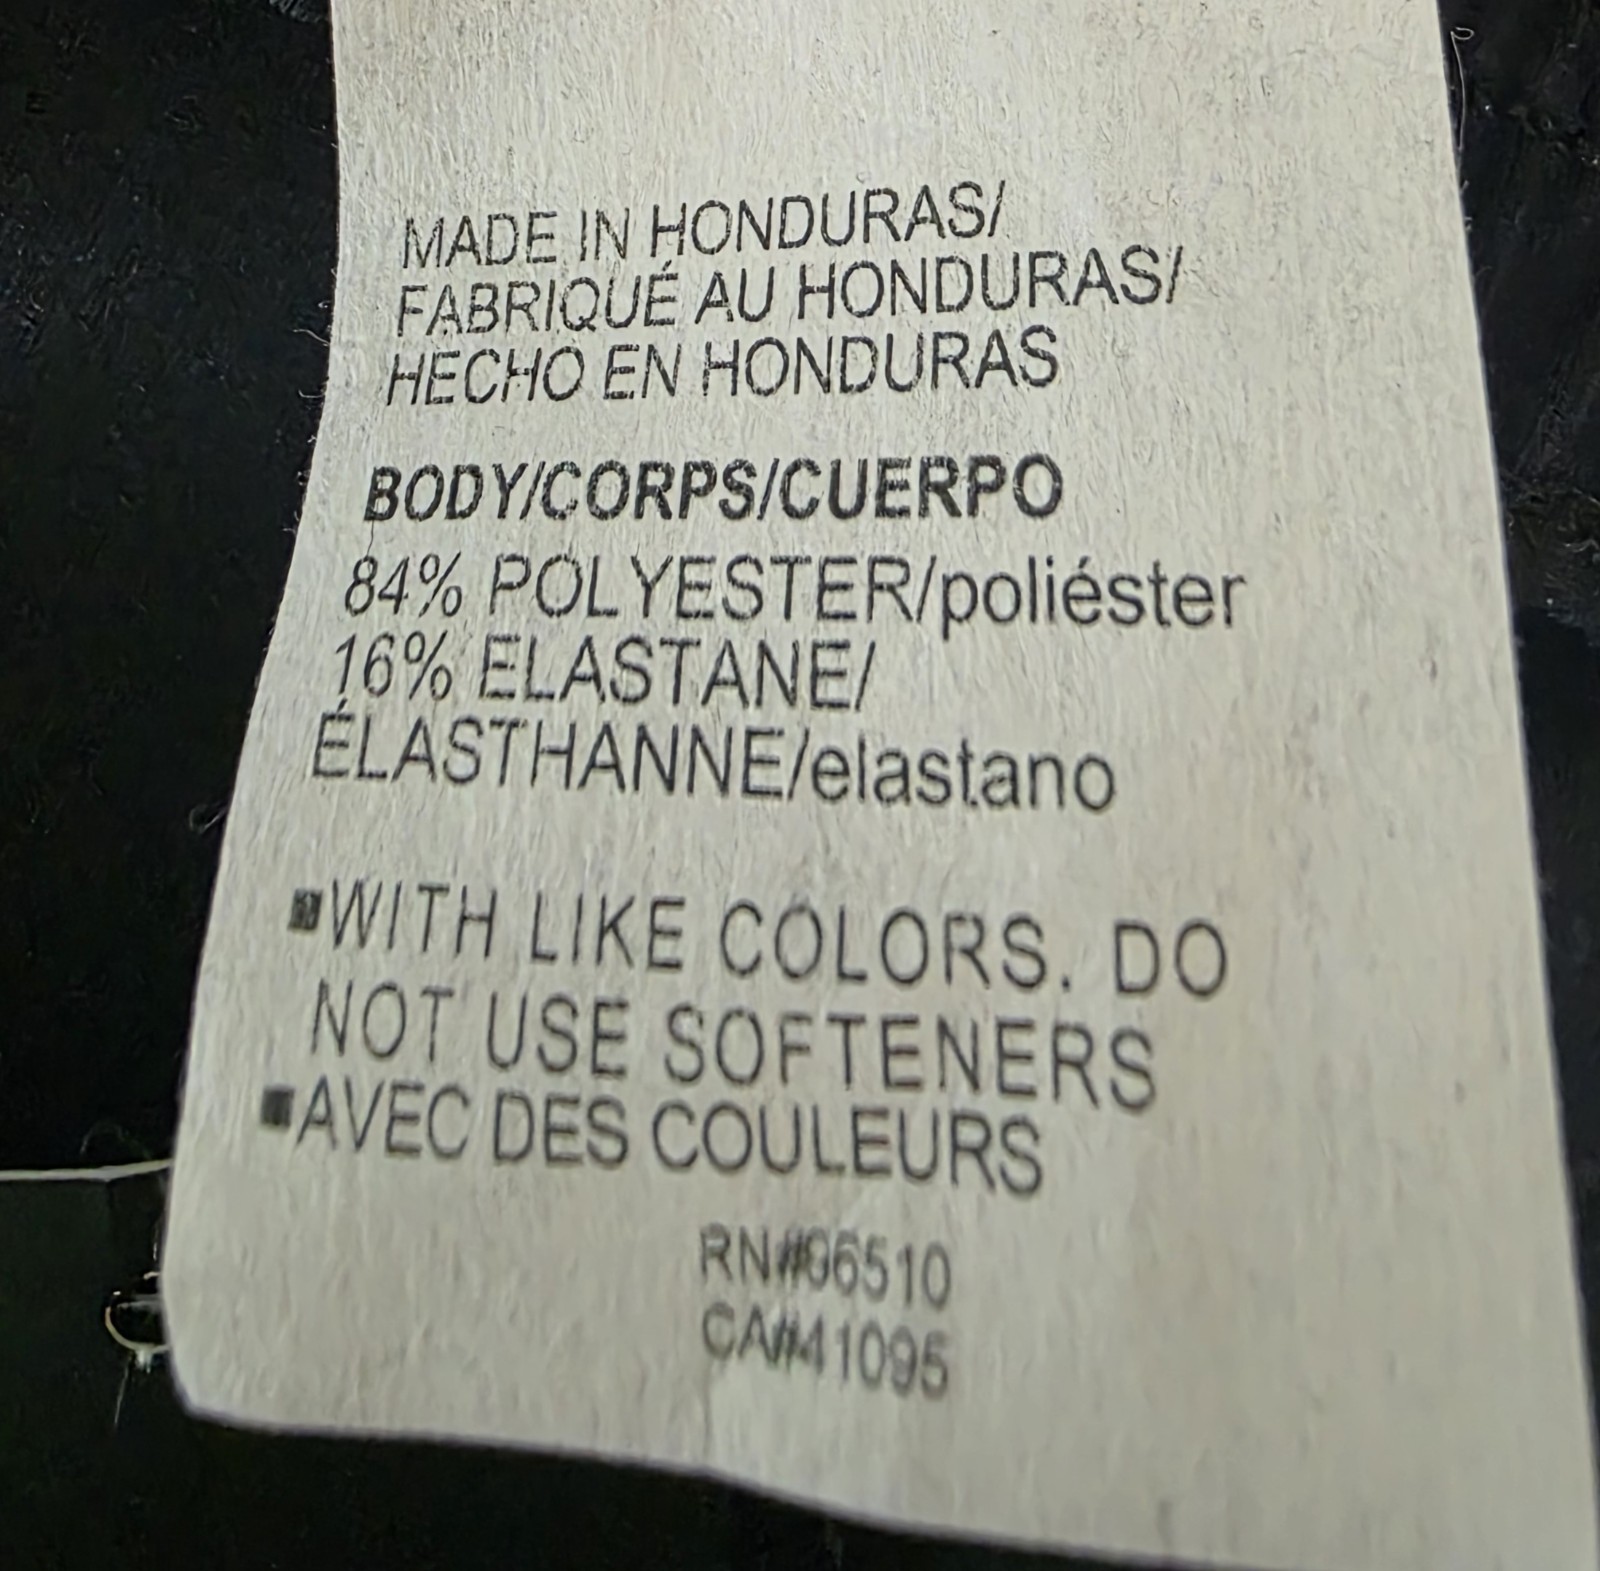 MADE IN HONDURAS/
FABRIQUÉ AU HONDURAS/
HECHO EN HONDURAS
BODY/CORPS/CUERPO
84% POLYESTER/poliéster
16% ELASTANE/
ÉLASTHANNE/elastano
▪WITH LIKE COLORS. DO
NOT USE SOFTENERS
▪AVEC DES COULEURS
RN#96510
CA#41095